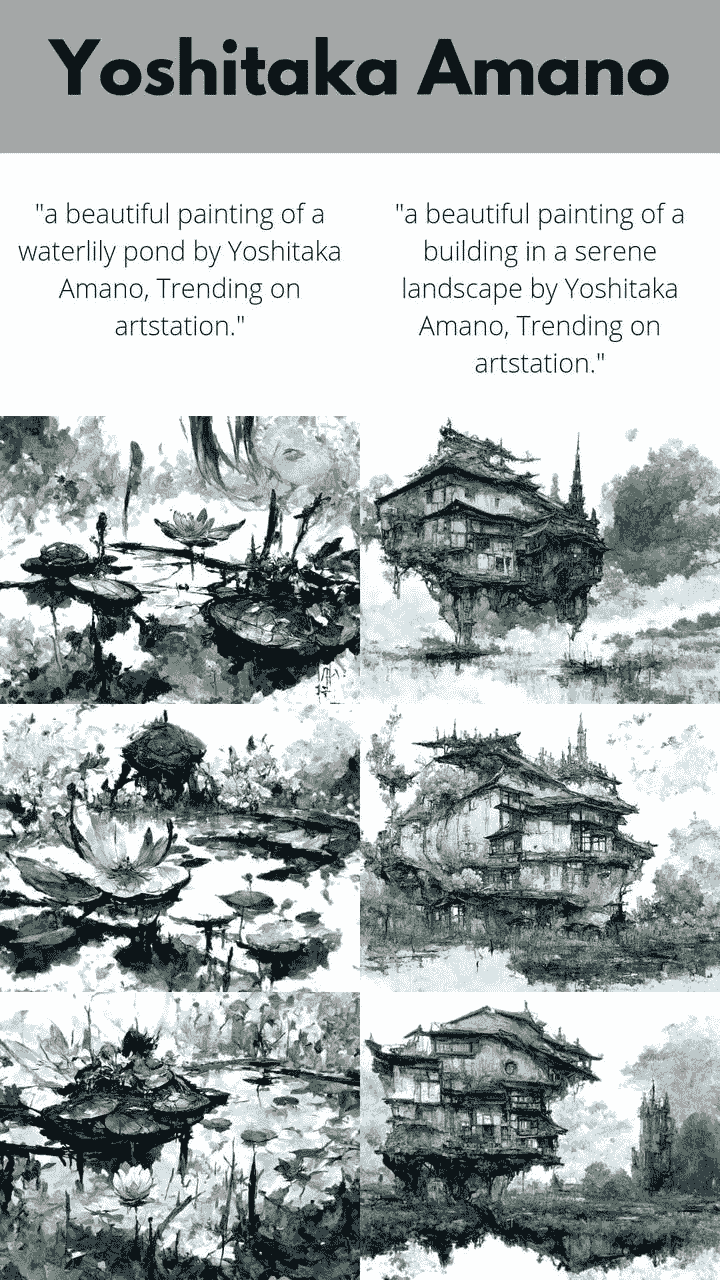 Yoshitaka Amano
"a beautiful painting of a
waterlily pond by Yoshitaka
Amano, Trending on
artstation."
"a beautiful painting of a
building in a serene
landscape by Yoshitaka
Amano, Trending on
artstation."